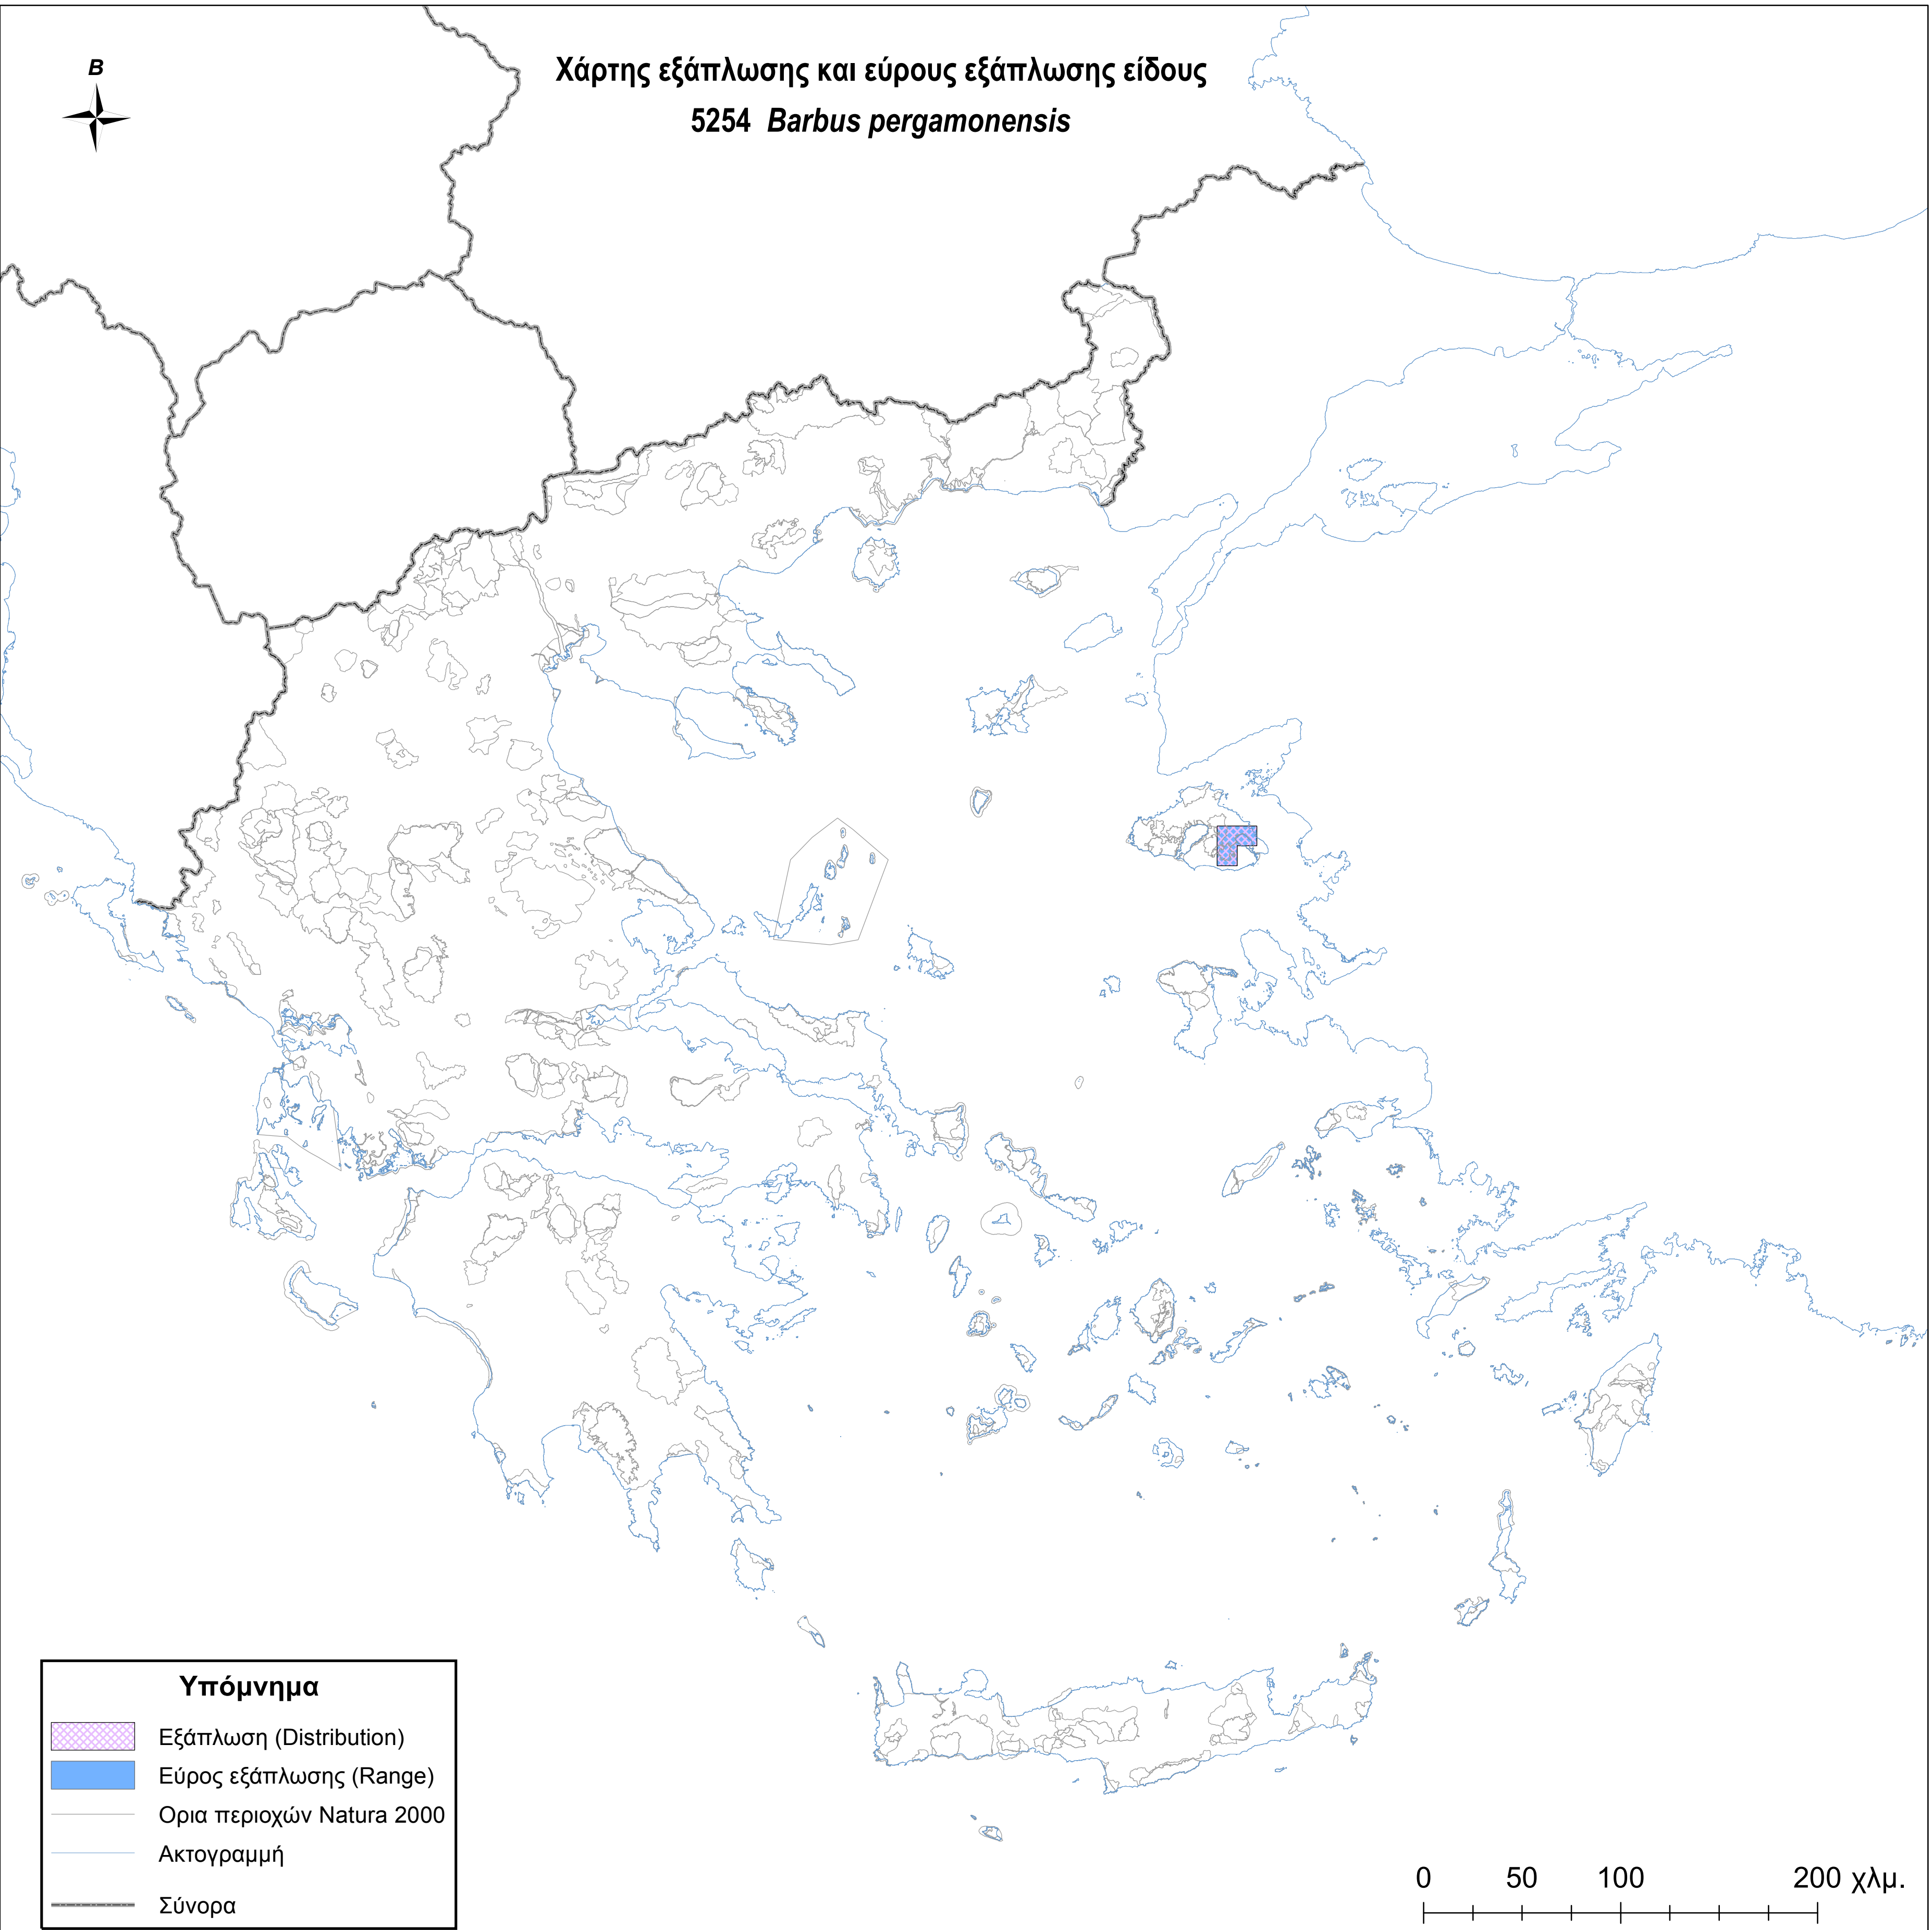 Χάρτης εξάπλωσης και εύρους εξάπλωσης είδους
5254 Barbus pergamonensis
Β
Υπόμνημα
Εξάπλωση (Distribution)
Εύρος εξάπλωσης (Range)
Ορια περιοχών Natura 2000
Ακτογραμμή
Σύνορα
0 50 100 200 χλμ.